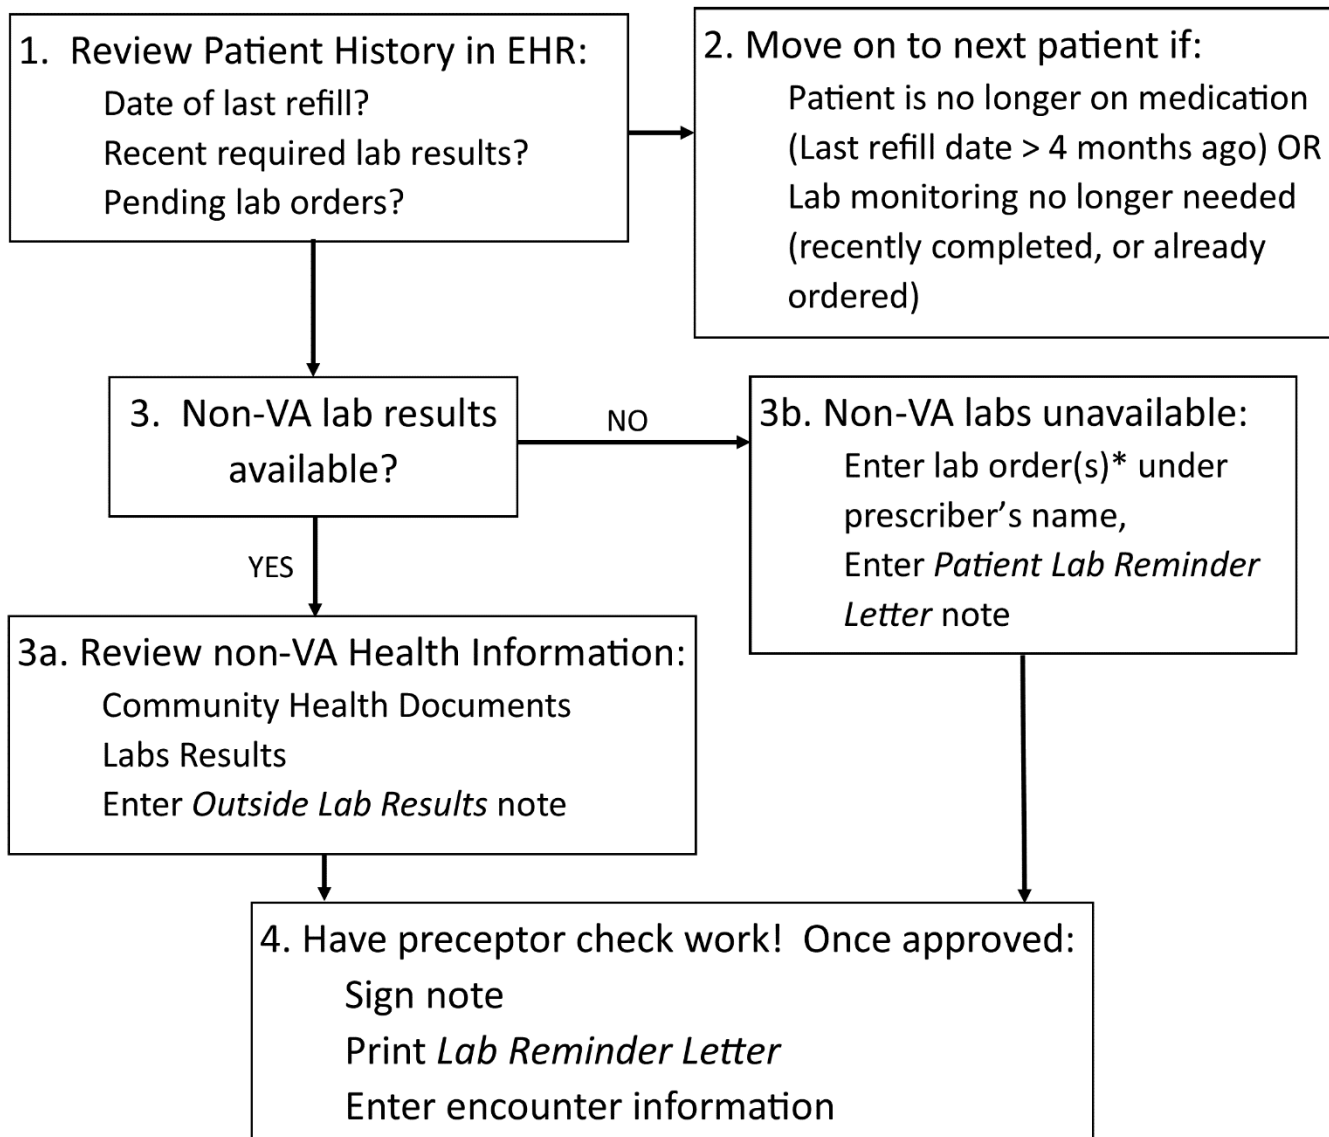 1. Review Patient History in EHR:
Date of last refill?
Recent required lab results?
Pending lab orders?
2. Move on to next patient if:
Patient is no longer on medication
(Last refill date > 4 months ago) OR
Lab monitoring no longer needed
(recently completed, or already
ordered)
3. Non-VA lab results
available?
NO
3b. Non-VA labs unavailable:
Enter lab order(s)* under
prescriber’s name,
Enter Patient Lab Reminder
Letter note
YES
3a. Review non-VA Health Information:
Community Health Documents
Labs Results
Enter Outside Lab Results note
4. Have preceptor check work! Once approved:
Sign note
Print Lab Reminder Letter
Enter encounter information